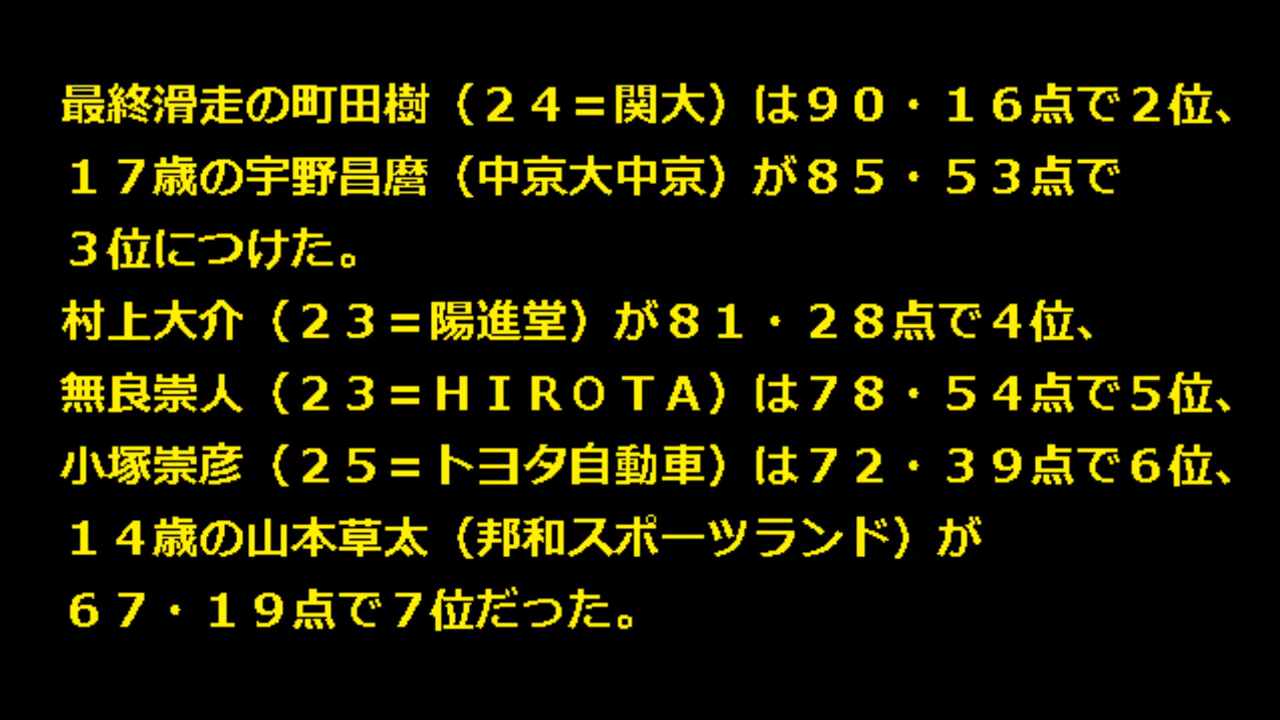 最終滑走の町田樹（２４＝関大）は９０・１６点で２位、
１７歳の宇野昌麿（中京大中京）が８５・５３点で
３位につけた。
村上大介（２３＝陽進堂）が８１・２８点で４位、
無良崇人（２３＝ＨＩＲＯＴＡ）は７８・５４点で５位、
小塚崇彦（２５＝トヨタ自動車）は７２・３９点で６位、
１４歳の山本草太（邦和スポーツランド）が
６７・１９点で７位だった。